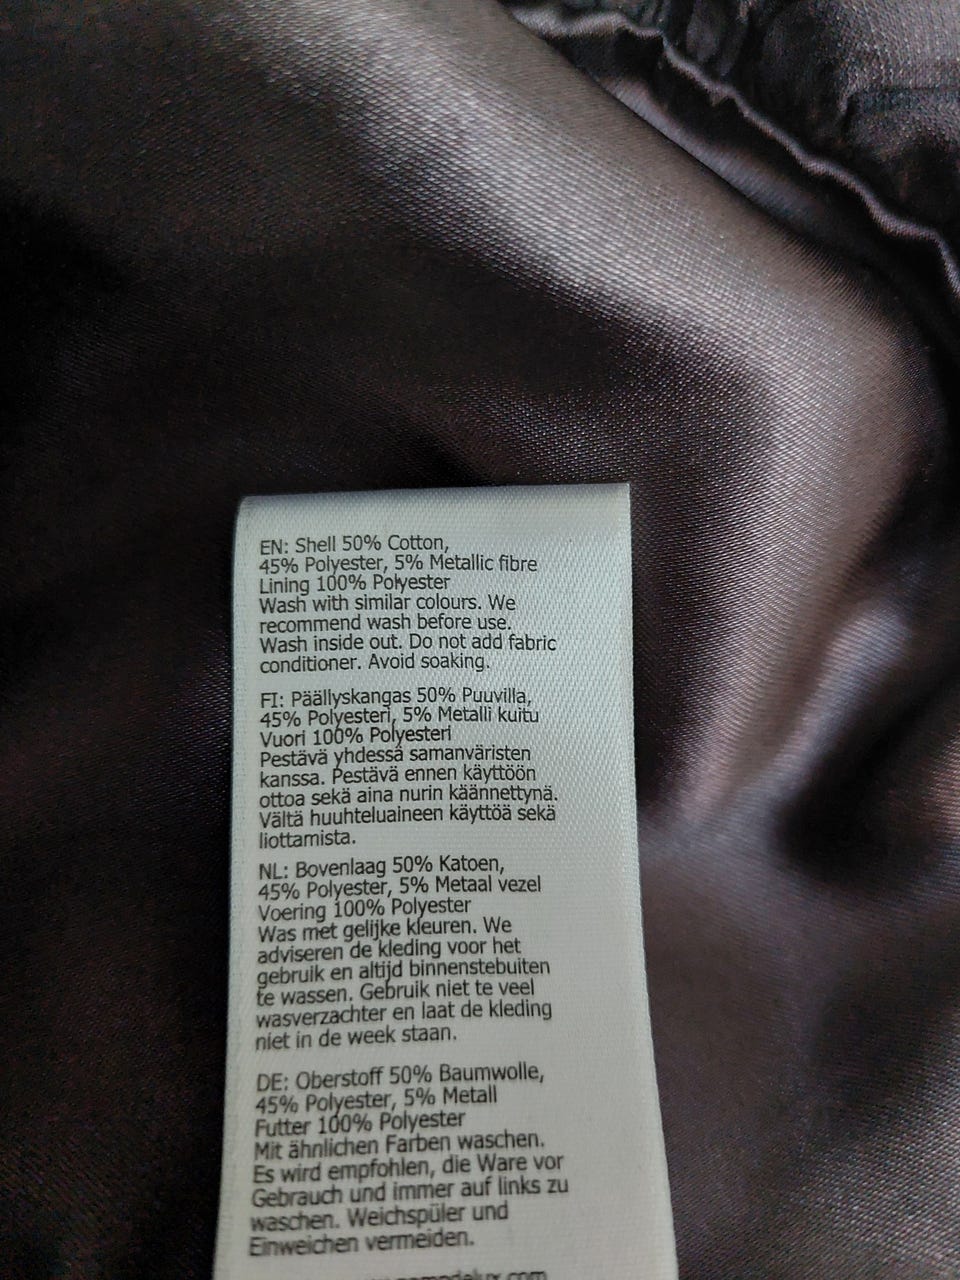 EN: Shell 50% Cotton,
45% Polyester, 5% Metallic fibre
Lining 100% Polyester
Wash with similar colours. We
recommend wash before use.
Wash inside out. Do not add fabric
conditioner. Avoid soaking.
FI: Päällyskangas 50% Puuvilla,
45% Polyesteri, 5% Metalli kuitu
Vuori 100% Polyesteri
Pestävä yhdessä samanväristen
kanssa. Pestävä ennen käyttöön
ottoa sekä aina nurin käännettynä.
Vältä huuhteluaineen käyttöä sekä
liottamista.
NL: Bovenlaag 50% Katoen,
45% Polyester, 5% Metaal vezel
Voering 100% Polyester
Was met gelijke kleuren. We
adviseren de kleding voor het
gebruik en altijd binnenstebuiten
te wassen. Gebruik niet te veel
wasverzachter en laat de kleding
niet in de week staan.
DE: Oberstoff 50% Baumwolle,
45% Polyester, 5% Metall
Futter 100% Polyester
Mit ähnlichen Farben waschen.
Es wird empfohlen, die Ware vor
Gebrauch und immer auf links zu
waschen. Weichspüler und
Einweichen vermeiden.